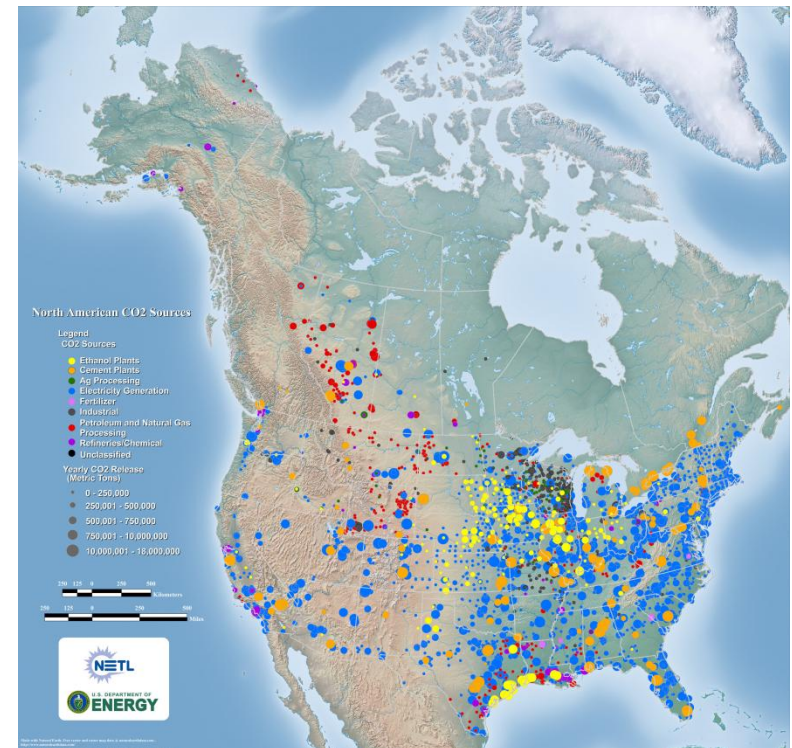 North American CO2 Sources
Legend
CO2 Sources
Ethanol Plants
Cement Plants
Ag Processing
Electricity Generation
Fertilizer
Industrial
Petroleum and Natural Gas
Processing
Refineries/Chemical
Unclassified
Yearly CO2 Release
(Metric Tons)
0 - 250,000
250,001 - 500,000
500,001 - 750,000
750,001 - 10,000,000
10,000,001 - 18,000,000
250 125 0 250 500
Kilometers
250 125 0 250 500
Miles
NETL
U.S. DEPARTMENT OF
ENERGY